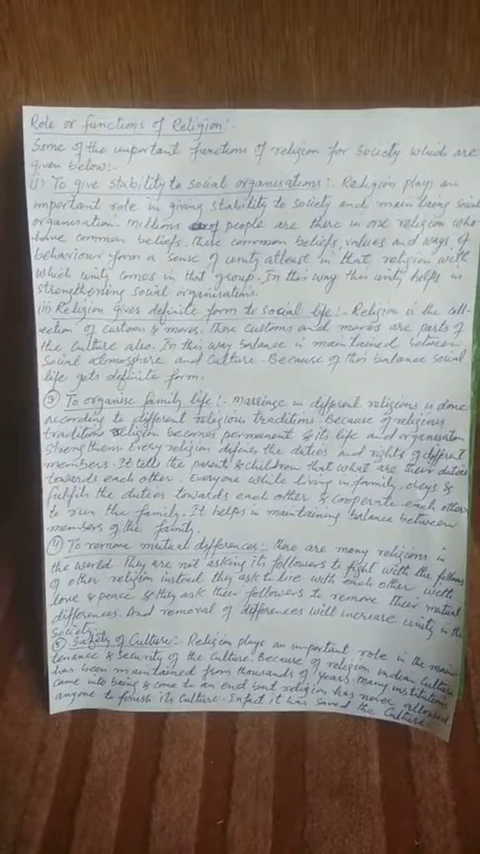 Role or functions of Religion:-
Some of the important functions of religion for society which are
given below:-
(i) To give stability to social organisations:- Religion plays an
important role in giving stability to society and maintaing social
organisation. Millions of people are there in one religion who
have common beliefs. These common beliefs, values and ways of
behaviour form a sense of unity atleast in that religion with
which unity comes in that group. In this way this unity helps in
strengthening social organisations.
(ii) Religion gives definite form to social life:- Religion is the coll-
ection of customs & mores. These customs and mores are parts of
the Culture also. In this way balance is maintained between
Social atmosphere and Culture. Because of this balance social
life gets definite form.
(3) To organise family life:- Marriage in different religions is done
According to different religious traditions. Because of religious
traditions religion becomes permanent & its life and organisation
strengthens. Every religion defines the duties and rights of different
members. It tells the parent & children that what are their duties
towards each other. Everyone while living in family, obeys &
fulfils the duties towards each other & cooperate each other
to run the family. It helps in maintaining balance between
members of the family.
(4) To remove mutual differences:- There are many religions in
the world. They are not asking its followers to fight with the
of other religion instead they ask to live with each other with
love & peace & they ask their followers to remove their mutual
differences. And removal of differences will increase unity in the
Society.
(5) Safety of Culture:- Religion plays an important role in the main-
tenance & security of the Culture. Because of religion Indian Culture
has been maintained from thousands of years. Many institutions
came into being & come to an end but religion has never allowed
anyone to its Culture. Infact it has saved the Culture